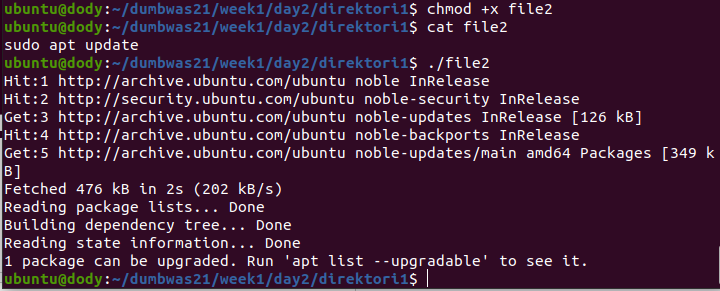 ubuntu@dody:~/dumbwas21/week1/day2/direktori1$ chmod +x file2
ubuntu@dody:~/dumbwas21/week1/day2/direktori1$ cat file2
sudo apt update
ubuntu@dody:~/dumbwas21/week1/day2/direktori1$ ./file2
Hit:1 http://archive.ubuntu.com/ubuntu noble InRelease
Hit:2 http://security.ubuntu.com/ubuntu noble-security InRelease
Get:3 http://archive.ubuntu.com/ubuntu noble-updates InRelease [126 kB]
Hit:4 http://archive.ubuntu.com/ubuntu noble-backports InRelease
Get:5 http://archive.ubuntu.com/ubuntu noble-updates/main amd64 Packages [349 k
B]
Fetched 476 kB in 2s (202 kB/s)
Reading package lists... Done
Building dependency tree... Done
Reading state information... Done
1 package can be upgraded. Run 'apt list --upgradable' to see it.
ubuntu@dody:~/dumbwas21/week1/day2/direktori1$